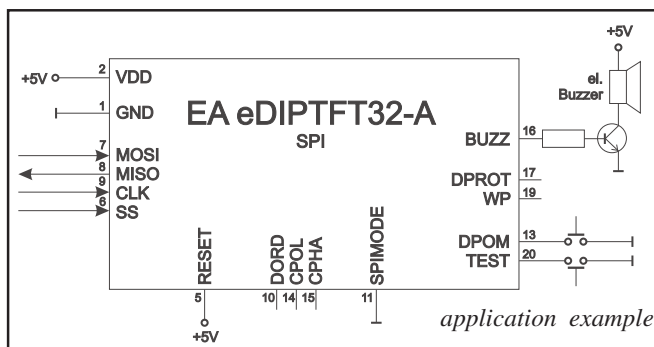 +5V
2
VDD
+5V
1
GND
EA eDIPTFT32-A
SPI
el.
Buzzer
BUZZ
16
7
MOSI
8
MISO
9
CLK
6
SS
DPROT
17
WP
19
DPOM
13
TEST
20
RESET
DORD
CPOL
CPHA
SPIMODE
5
10
14
15
11
+5V
application example